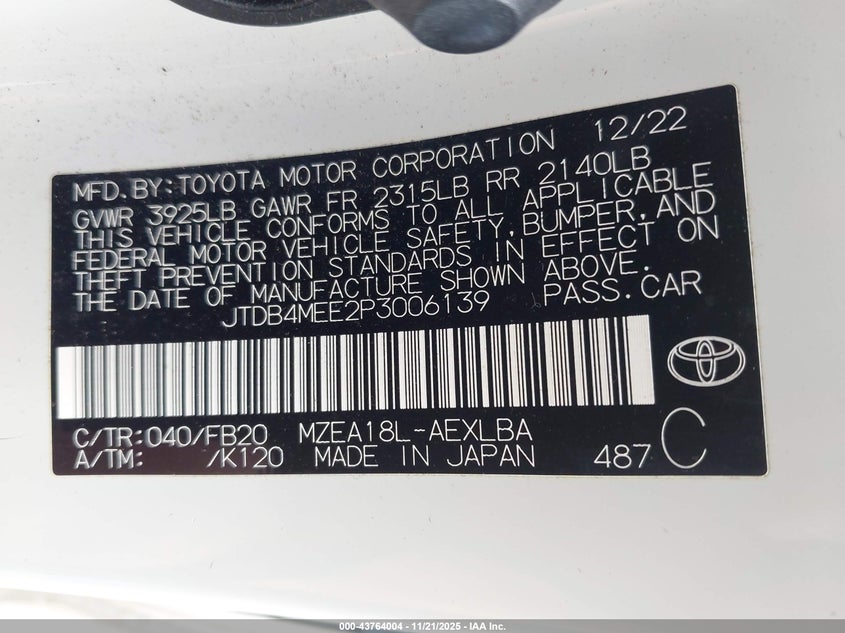 MFD. BY: TOYOTA MOTOR CORPORATION 12/22
GVWR 3925LB GAWR FR 2315LB RR 2140LB
THIS VEHICLE CONFORMS TO ALL APPLICABLE
FEDERAL MOTOR VEHICLE SAFETY, BUMPER, AND
THEFT PREVENTION STANDARDS IN EFFECT ON
THE DATE OF MANUFACTURE SHOWN ABOVE.
JTDB4MEE2P3006139 PASS. CAR
C/TR: 040/FB20 MZEA18L-AEXLBA
A/TM: /K120 MADE IN JAPAN 487 C
000-43764004 | 11/21/2025 - IAA Inc.